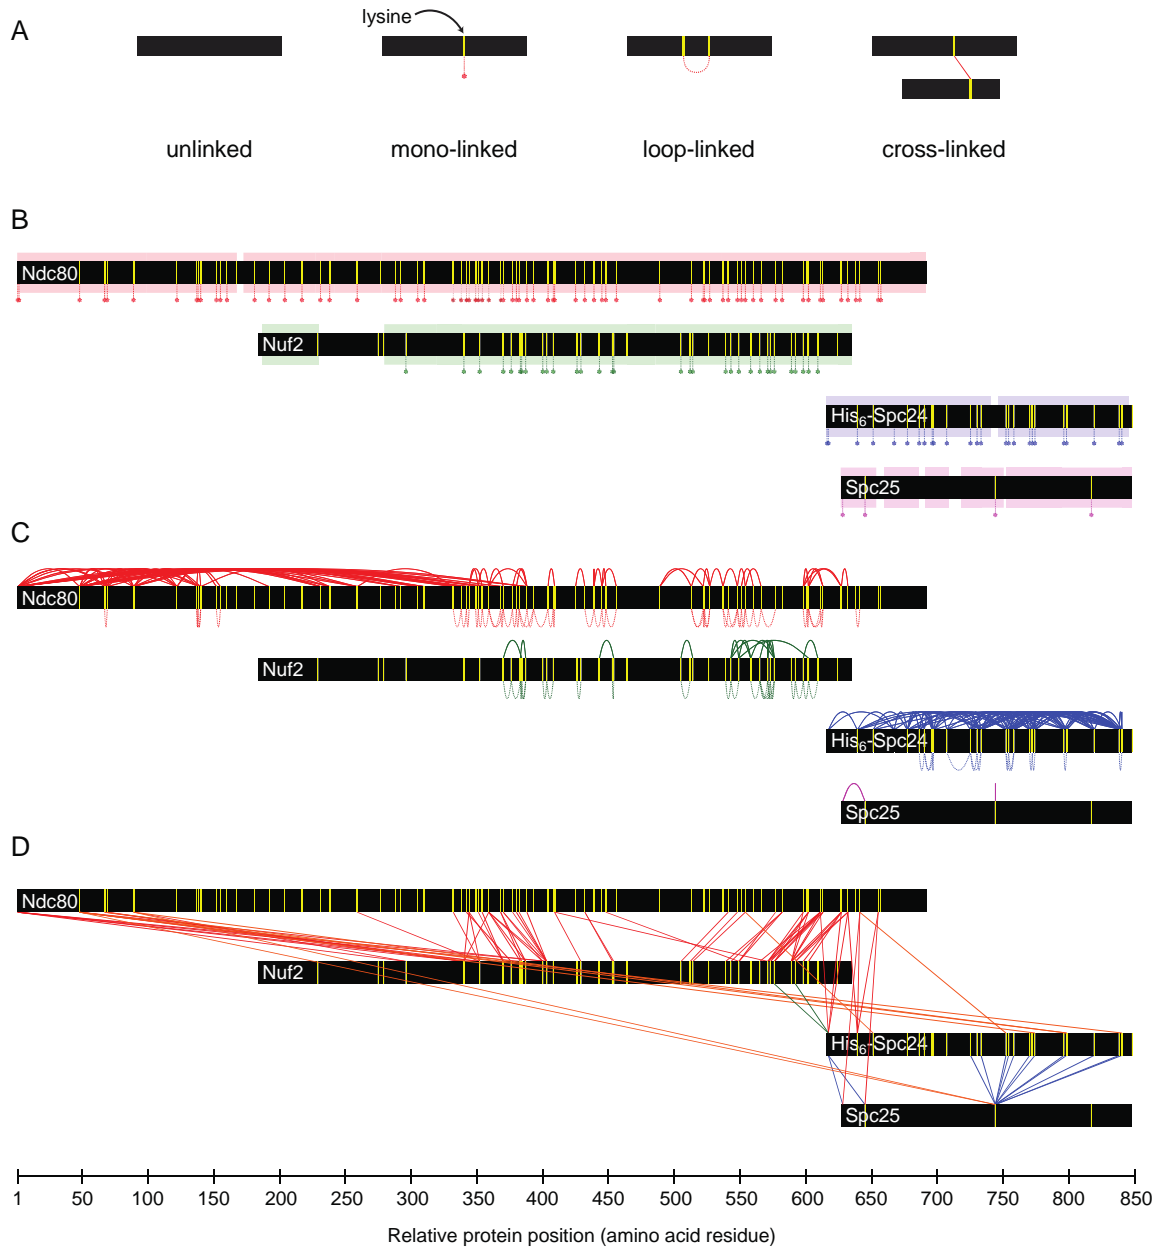 A
lysine
unlinked
mono-linked
loop-linked
cross-linked
B
Ndc80
Nuf2
His6-Spc24
Spc25
C
Ndc80
Nuf2
His6-Spc24
Spc25
D
Ndc80
Nuf2
His6-Spc24
Spc25
1 50 100 150 200 250 300 350 400 450 500 550 600 650 700 750 800 850
Relative protein position (amino acid residue)